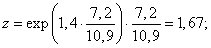 z = exp(1,4 · 7,2/10,9) · 7,2/10,9 = 1,67;